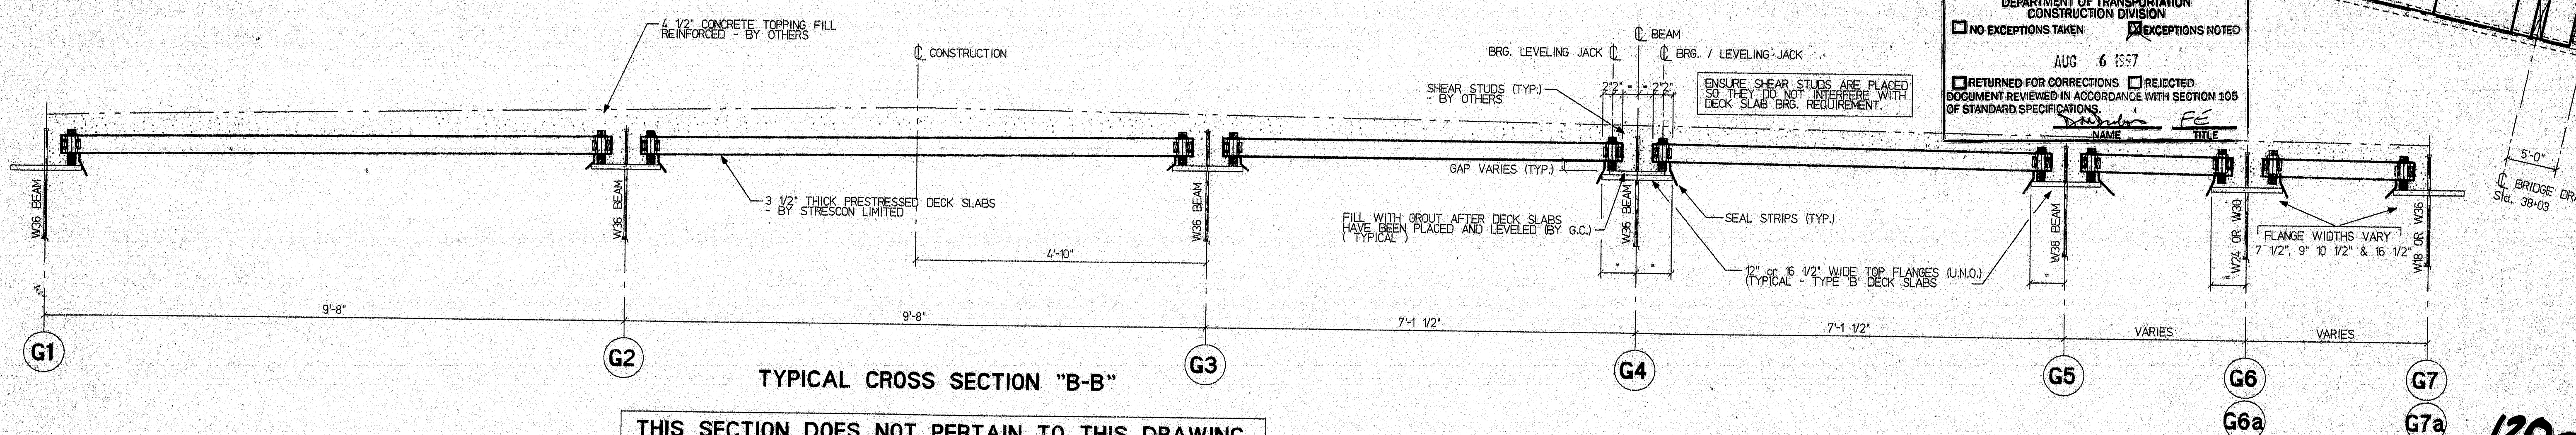 4 1/2" CONCRETE TOPPING FILL
REINFORCED - BY OTHERS
℄ CONSTRUCTION
℄ BEAM
BRG. LEVELING JACK ℄
℄ BRG. / LEVELING JACK
SHEAR STUDS (TYP.)
- BY OTHERS
2" 2" " " 2" 2"
ENSURE SHEAR STUDS ARE PLACED
SO THEY DO NOT INTERFERE WITH
DECK SLAB BRG. REQUIREMENT.
DEPARTMENT OF TRANSPORTATION
CONSTRUCTION DIVISION
NO EXCEPTIONS TAKEN EXCEPTIONS NOTED
AUG 6 1997
RETURNED FOR CORRECTIONS REJECTED
DOCUMENT REVIEWED IN ACCORDANCE WITH SECTION 105
OF STANDARD SPECIFICATIONS.
FE
NAME TITLE
5'-0"
℄ BRIDGE DRA
Sta. 38+03
GAP VARIES (TYP.)
3 1/2" THICK PRESTRESSED DECK SLABS
- BY STRESCON LIMITED
FILL WITH GROUT AFTER DECK SLABS
HAVE BEEN PLACED AND LEVELED (BY G.C.)
( TYPICAL )
SEAL STRIPS (TYP.)
12" or 16 1/2" WIDE TOP FLANGES (U.N.O.)
(TYPICAL - TYPE 'B' DECK SLABS
FLANGE WIDTHS VARY
7 1/2", 9" 10 1/2" & 16 1/2"
W36 BEAM
W36 BEAM
W36 BEAM
W36 BEAM
W38 BEAM
W24 OR W30
W18 OR W36
4'-10"
" " " "
9'-8"
9'-8"
7'-1 1/2"
7'-1 1/2"
VARIES
VARIES
G1
G2
G3
G4
G5
G6
G7
G6a
G7a
TYPICAL CROSS SECTION "B-B"
THIS SECTION DOES NOT PERTAIN TO THIS DRAWING
120